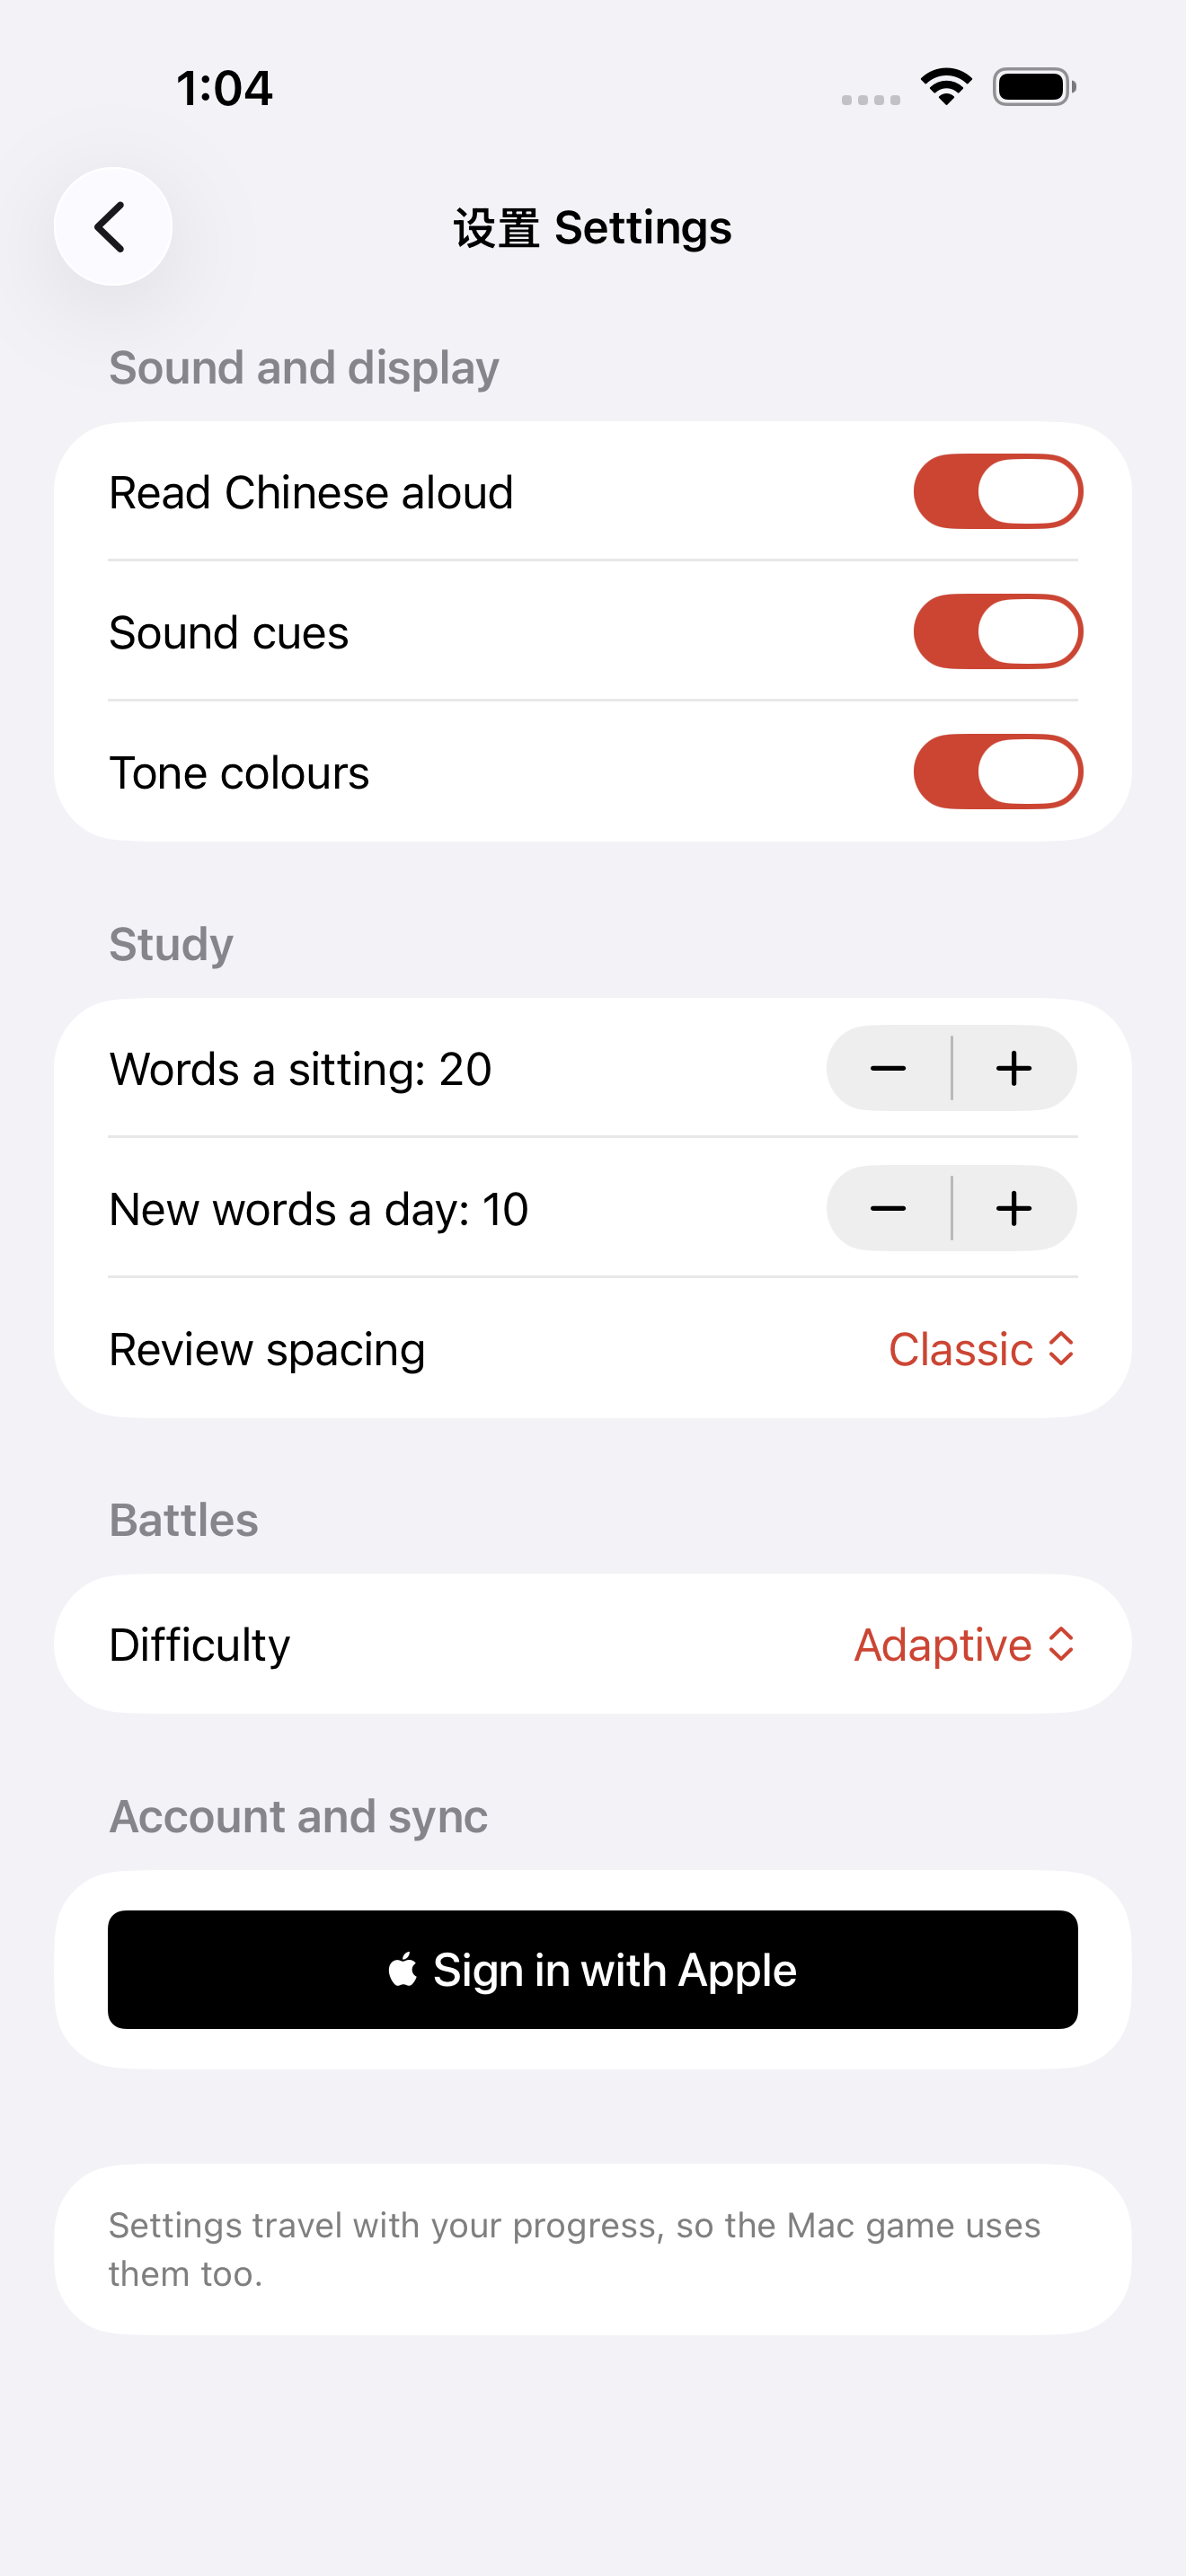 1:04
设置 Settings
Sound and display
Read Chinese aloud
Sound cues
Tone colours
Study
Words a sitting: 20
New words a day: 10
Review spacing Classic
Battles
Difficulty Adaptive
Account and sync
Sign in with Apple
Settings travel with your progress, so the Mac game uses
them too.